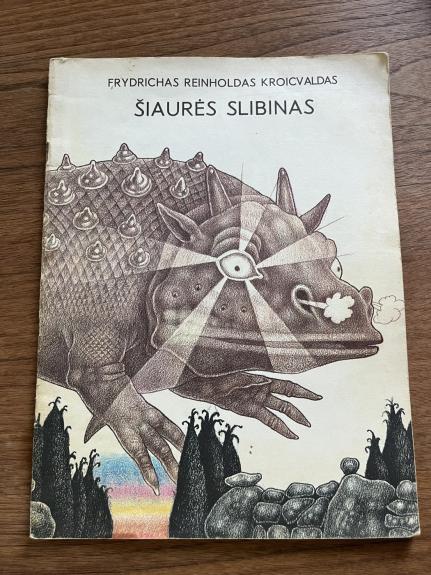 FRYDRICHAS REINHOLDAS KROICVALDAS
ŠIAURĖS SLIBINAS